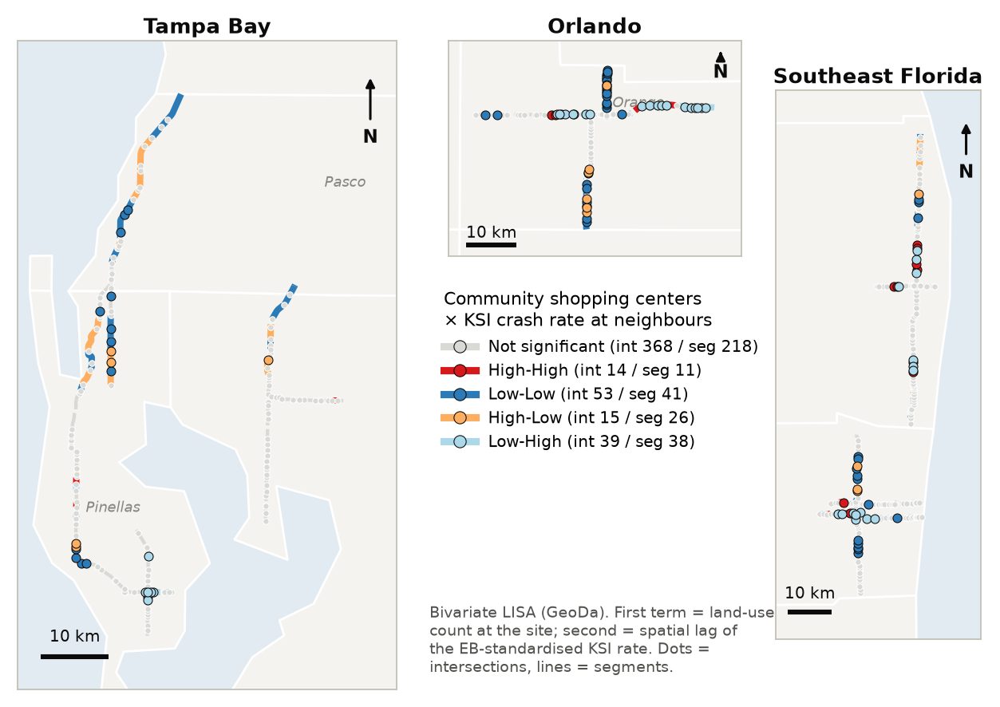 Tampa Bay
Orlando
Southeast Florida
N
Pasco
Pinellas
10 km
N
Orange
10 km
Community shopping centers
× KSI crash rate at neighbours
Not significant (int 368 / seg 218)
High-High (int 14 / seg 11)
Low-Low (int 53 / seg 41)
High-Low (int 15 / seg 26)
Low-High (int 39 / seg 38)
N
10 km
Bivariate LISA (GeoDa). First term = land-use
count at the site; second = spatial lag of
the EB-standardised KSI rate. Dots =
intersections, lines = segments.